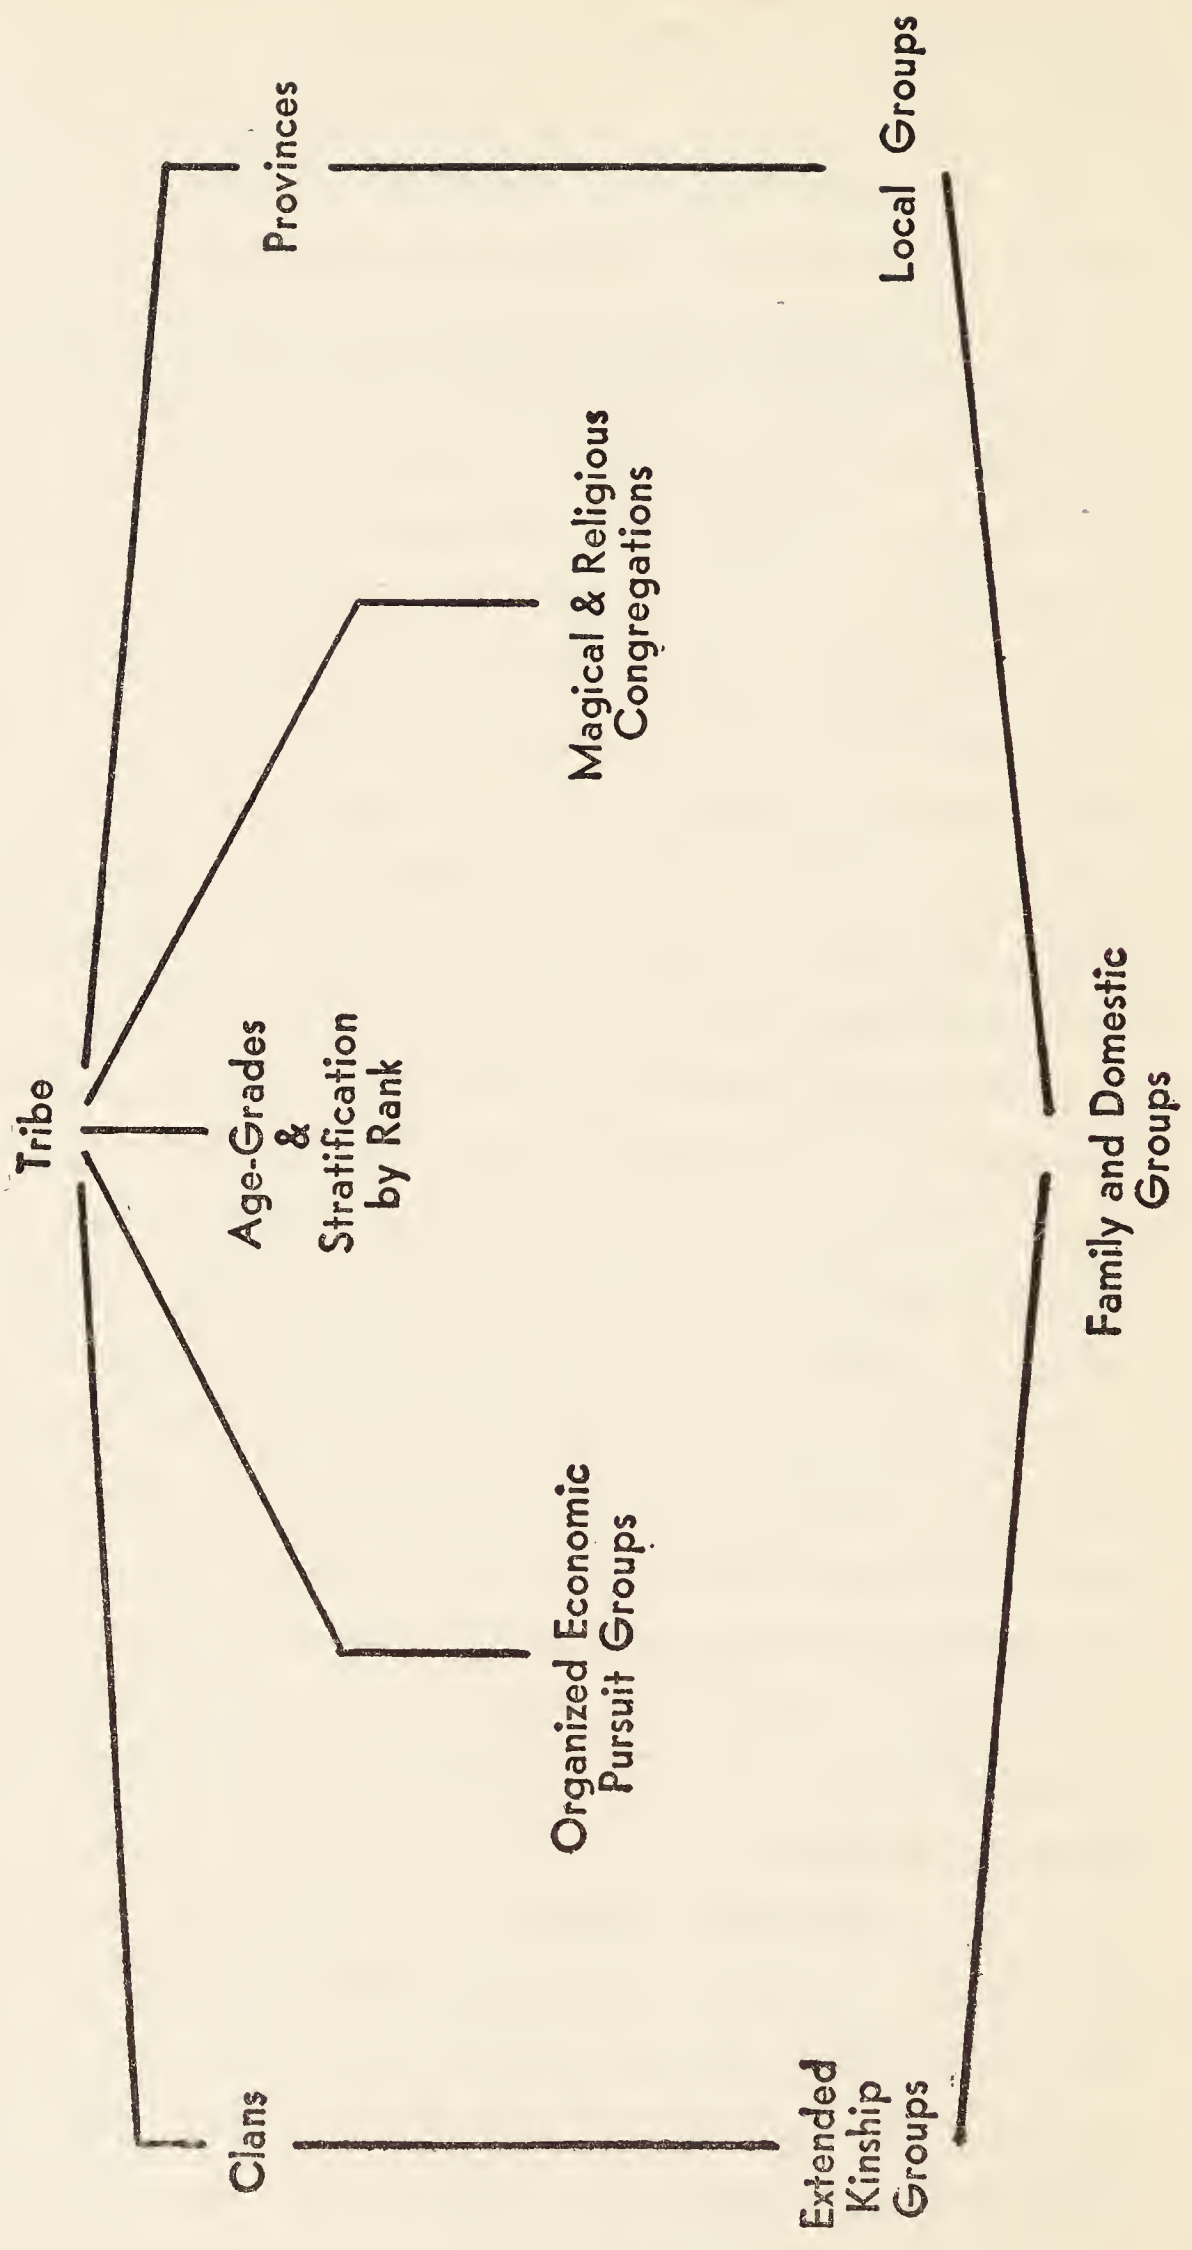 Tribe
Clans
Age-Grades
&
Stratification
by Rank
Provinces
Organized Economic
Pursuit Groups
Magical & Religious
Congregations
Extended
Kinship
Groups
Local Groups
Family and Domestic
Groups